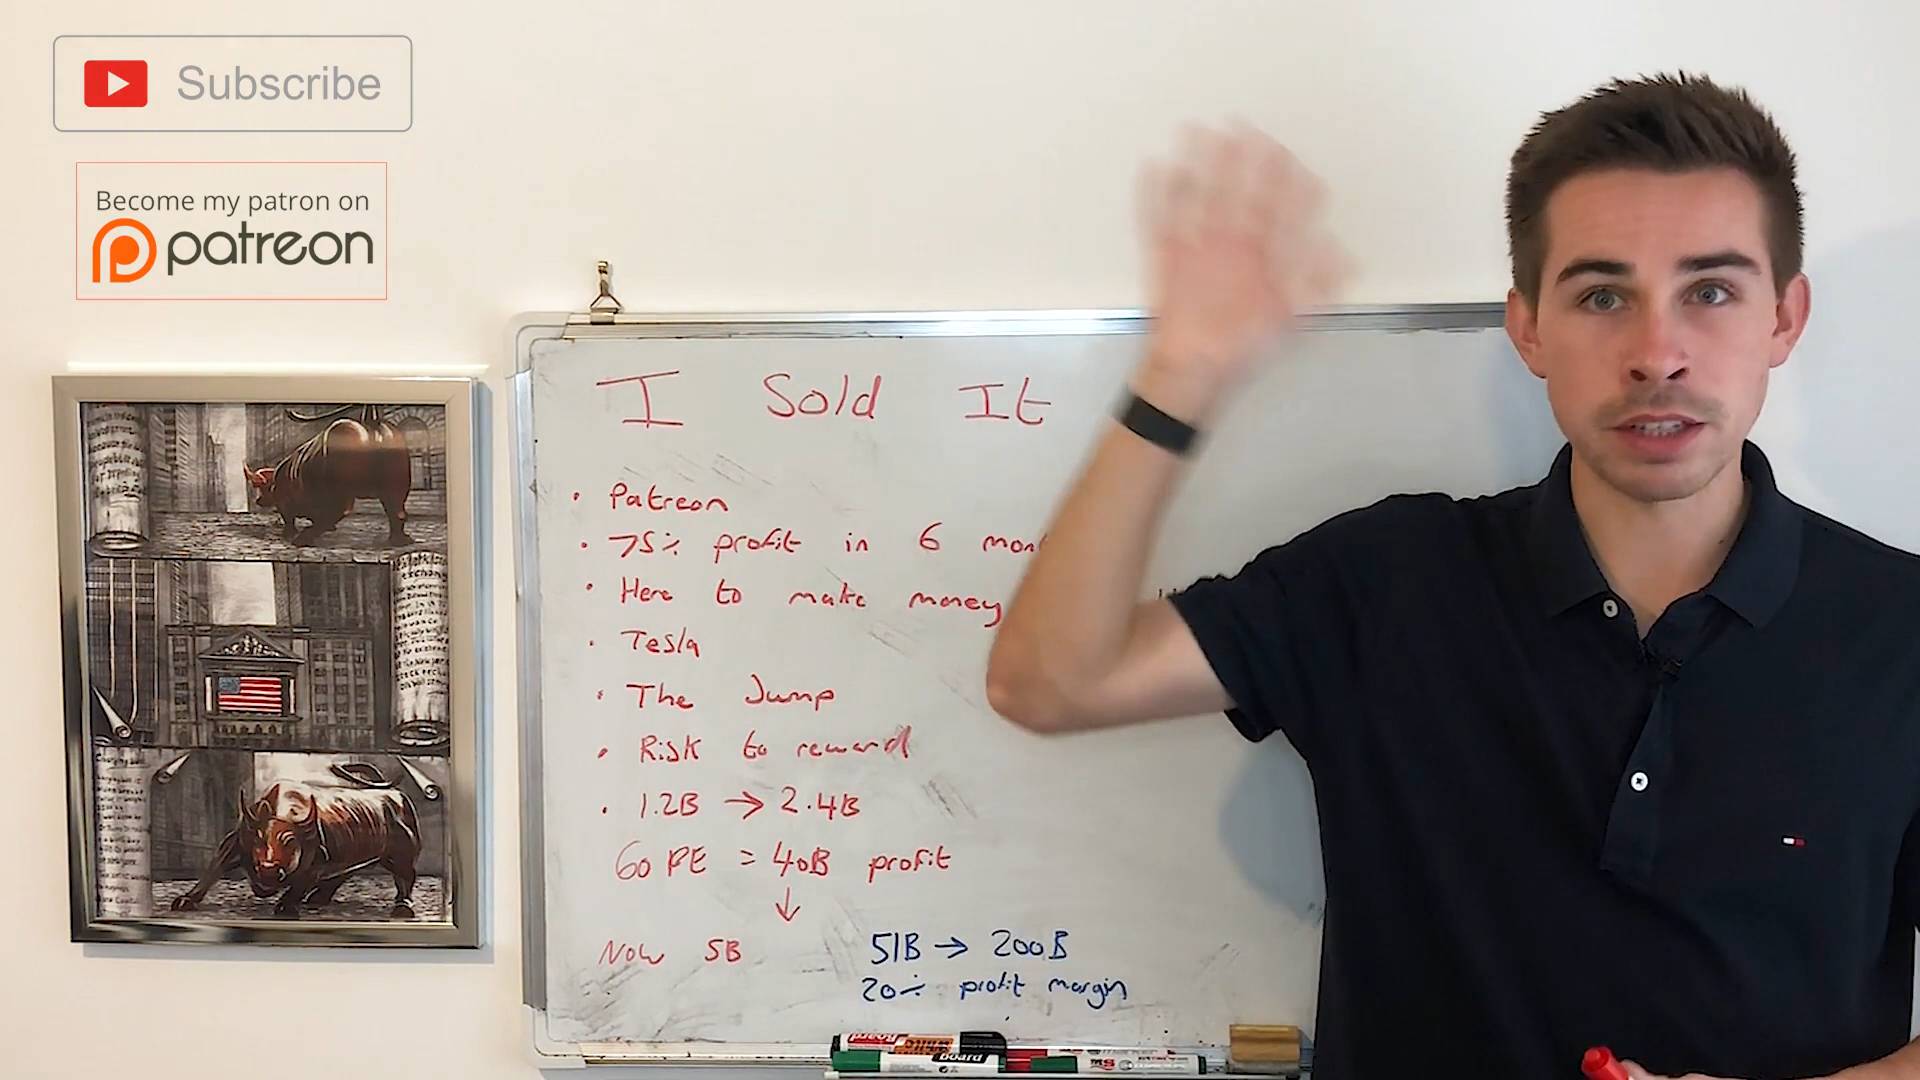 Subscribe
Become my patron on
patreon
I Sold It
• Patreon
• 75% profit in 6 mon
• Here to make money
• Tesla
• The Jump
• Risk to reward
• 1.2B → 2.4B
60 PE = 40B profit
↓
Now 5B
51B → 200B
20% profit margin
board